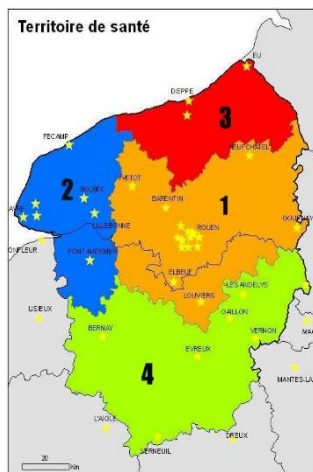 Territoire de santé
EU
DIEPPE
3
FECAMP
NEUFCHATEL
2
YVETOT
BOLBEC
BARENTIN
1
LILLEBONNE
ROUEN
GOURNAY
PONT AUDEMER
ELBEUF
LES ANDELYS
LOUVIERS
LISIEUX
GAILLON
BERNAY
VERNON
EVREUX
4
MANTES-LA
L'AIGLE
DREUX
VERNEUIL
20
Km